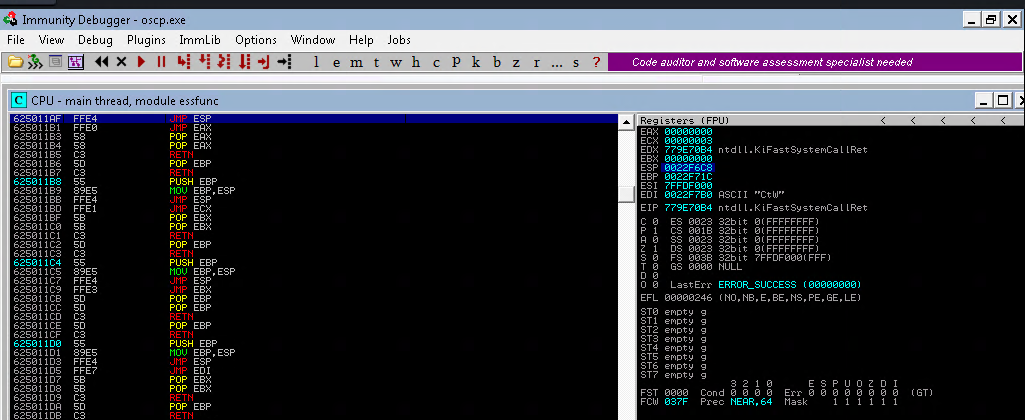 Immunity Debugger - oscp.exe
File View Debug Plugins ImmLib Options Window Help Jobs
l e m t w h c p k b z r ... s ?
Code auditor and software assessment specialist needed
C CPU - main thread, module essfunc
625011AF FFE4 JMP ESP
625011B1 FFE0 JMP EAX
625011B3 58 POP EAX
625011B4 58 POP EAX
625011B5 C3 RETN
625011B6 5D POP EBP
625011B7 C3 RETN
625011B8 55 PUSH EBP
625011B9 89E5 MOV EBP,ESP
625011BB FFE4 JMP ESP
625011BD FFE1 JMP ECX
625011BF 5B POP EBX
625011C0 5B POP EBX
625011C1 C3 RETN
625011C2 5D POP EBP
625011C3 C3 RETN
625011C4 55 PUSH EBP
625011C5 89E5 MOV EBP,ESP
625011C7 FFE4 JMP ESP
625011C9 FFE3 JMP EBX
625011CB 5D POP EBP
625011CC 5D POP EBP
625011CD C3 RETN
625011CE 5D POP EBP
625011CF C3 RETN
625011D0 55 PUSH EBP
625011D1 89E5 MOV EBP,ESP
625011D3 FFE4 JMP ESP
625011D5 FFE7 JMP EDI
625011D7 5B POP EBX
625011D8 5B POP EBX
625011D9 C3 RETN
625011DA 5D POP EBP
625011DB C3 RETN
Registers (FPU) < < < < <
EAX 00000000
ECX 00000003
EDX 779E70B4 ntdll.KiFastSystemCallRet
EBX 00000000
ESP 0022F6C8
EBP 0022F71C
ESI 7FFDF000
EDI 0022F7B0 ASCII "CtW"
EIP 779E70B4 ntdll.KiFastSystemCallRet
C 0 ES 0023 32bit 0(FFFFFFFF)
P 1 CS 001B 32bit 0(FFFFFFFF)
A 0 SS 0023 32bit 0(FFFFFFFF)
Z 1 DS 0023 32bit 0(FFFFFFFF)
S 0 FS 003B 32bit 7FFDF000(FFF)
T 0 GS 0000 NULL
D 0
O 0 LastErr ERROR_SUCCESS (00000000)
EFL 00000246 (NO,NB,E,BE,NS,PE,GE,LE)
ST0 empty g
ST1 empty g
ST2 empty g
ST3 empty g
ST4 empty g
ST5 empty g
ST6 empty g
ST7 empty g
3 2 1 0 E S P U O Z D I
FST 0000 Cond 0 0 0 0 Err 0 0 0 0 0 0 0 0 (GT)
FCW 037F Prec NEAR,64 Mask 1 1 1 1 1 1